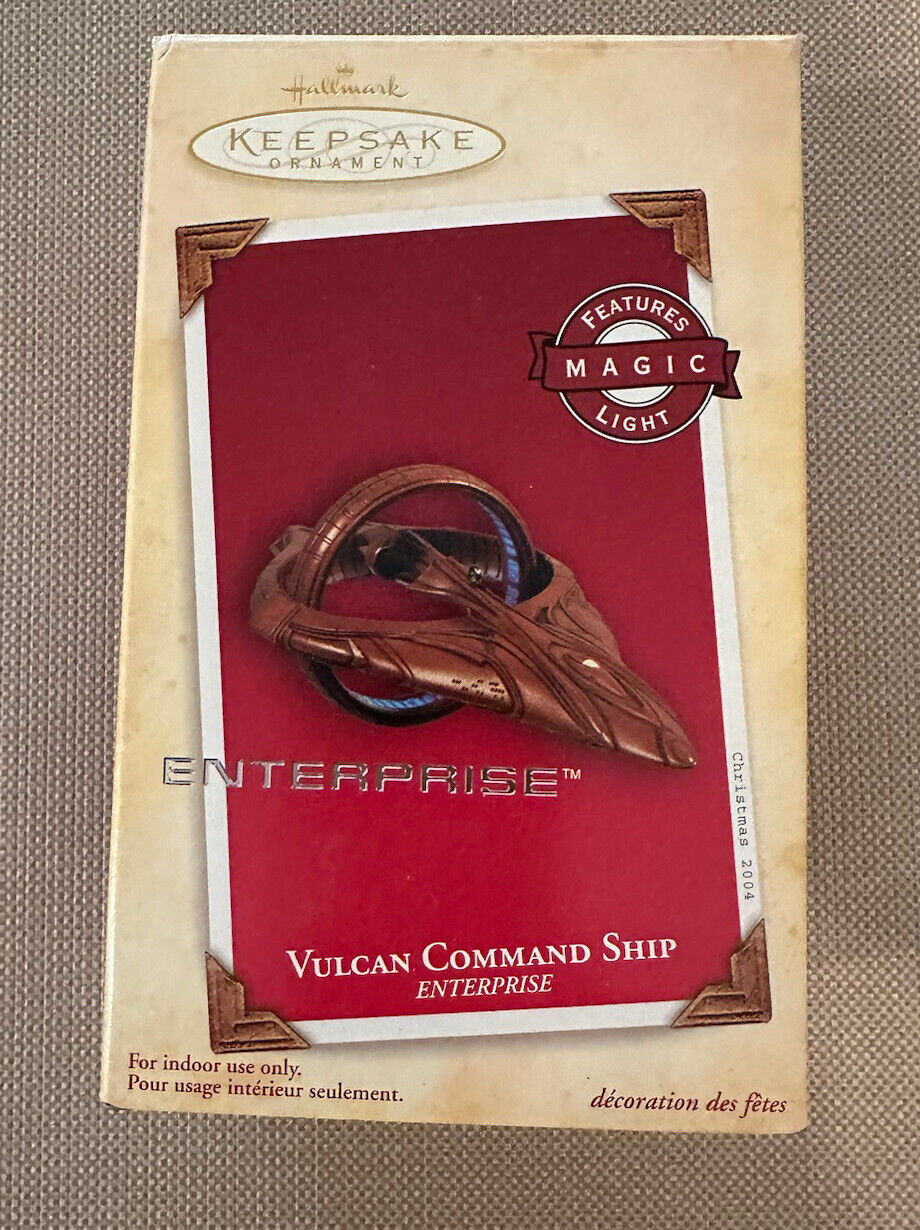 Hallmark
KEEPSAKE
ORNAMENT
FEATURES
MAGIC
LIGHT
ENTERPRISE™
Christmas 2004
VULCAN COMMAND SHIP
ENTERPRISE
For indoor use only.
Pour usage intérieur seulement.
décoration des fêtes